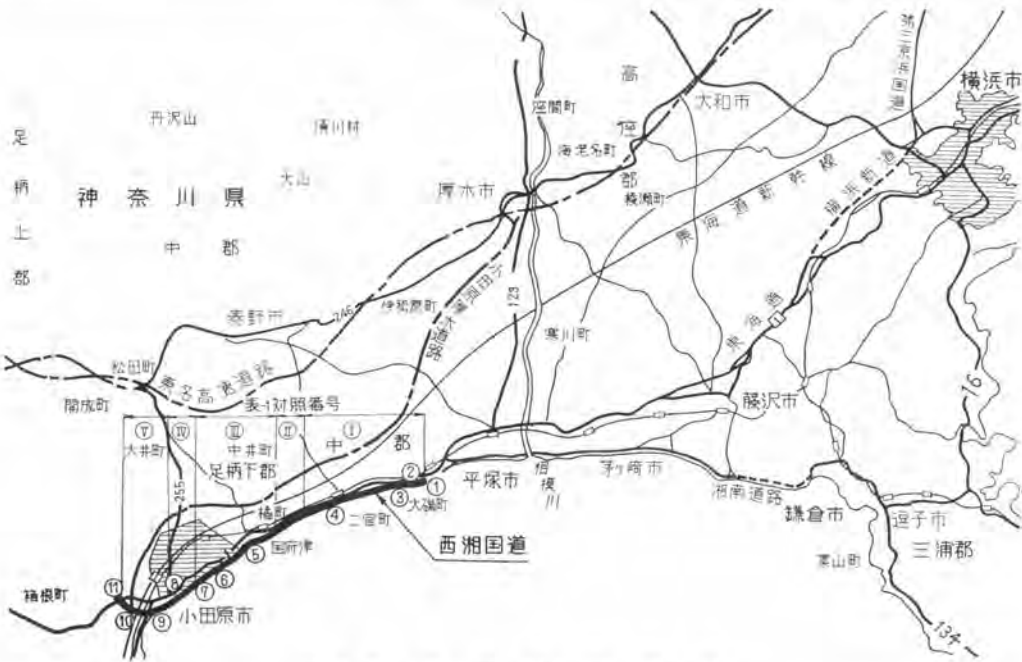 第三京浜国道
横浜市
高座郡
大和市
座間町
丹沢山
清川村
足柄上郡
海老名町
大山
神奈川県
厚木市
綾瀬町
東海道新幹線
横浜新道
中郡
小田原厚木道路
129
伊勢原町
246
秦野市
寒川町
松田町
東名高速道路
16
開成町
表-1対照番号
藤沢市
Ⅴ
Ⅳ
Ⅲ
Ⅱ
Ⅰ
大井町
中井町
中郡
足柄下郡
255
平塚市
相模川
茅ヶ崎市
湘南道路
②
①
③
大磯町
④
二宮町
橘町
国府津
⑤
鎌倉市
逗子市
三浦郡
西湘国道
葉山町
⑥
⑦
⑧
⑪
箱根町
⑩
⑨
小田原市
134